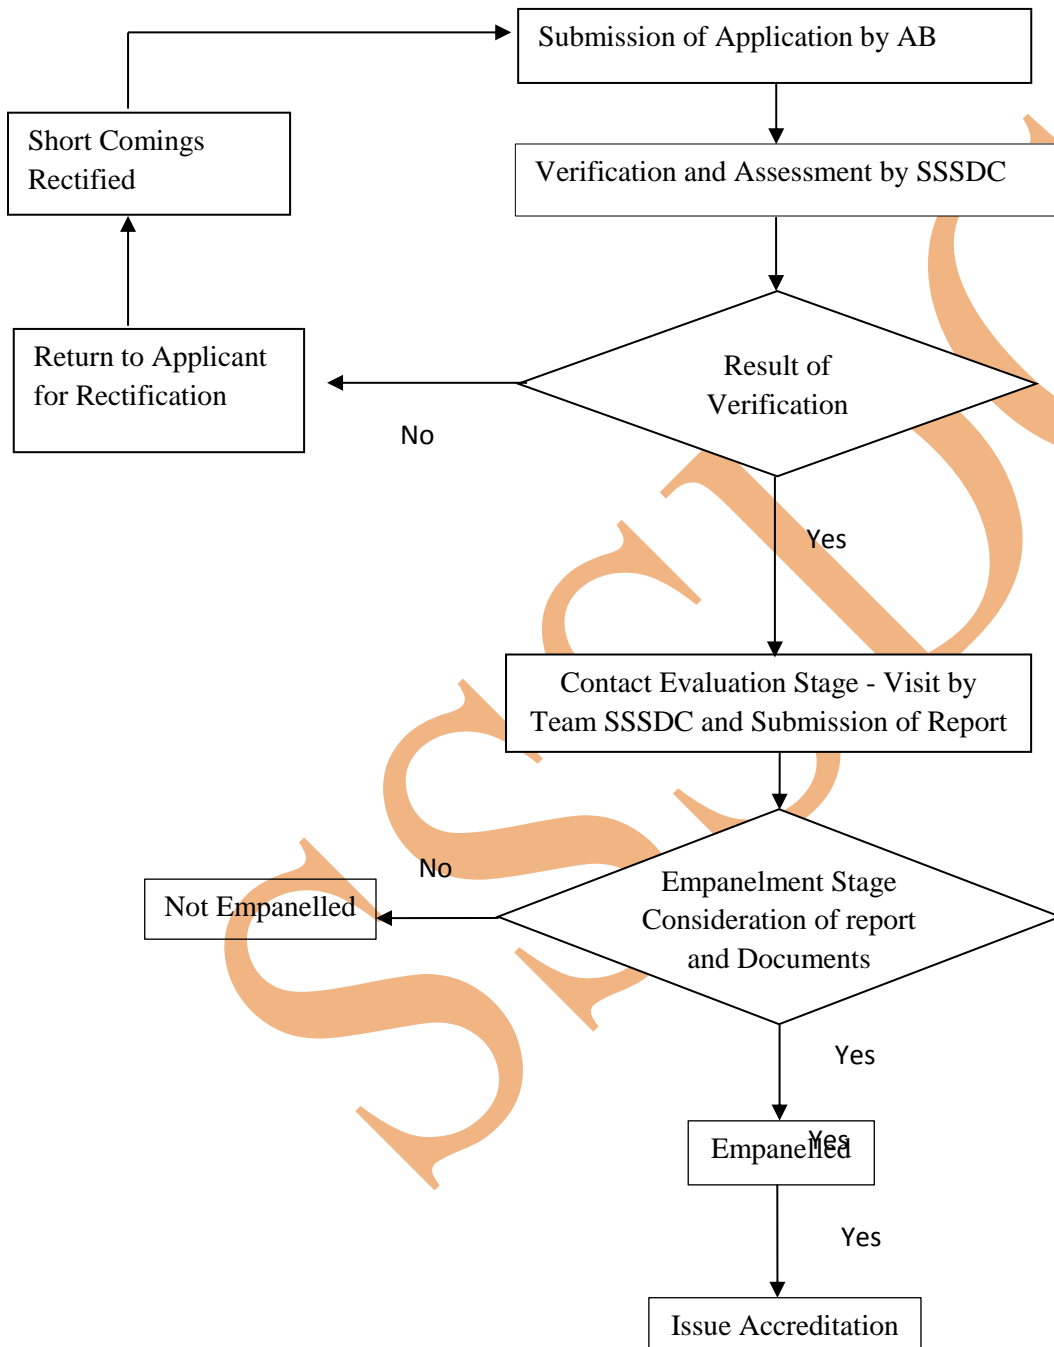 Submission of Application by AB
Short Comings
Rectified
Verification and Assessment by SSSDC
Return to Applicant
for Rectification
Result of
Verification
No
Yes
Contact Evaluation Stage - Visit by
Team SSSDC and Submission of Report
No
Not Empanelled
Empanelment Stage
Consideration of report
and Documents
Yes
Yes
Empanelled
Yes
Issue Accreditation
SSSDC